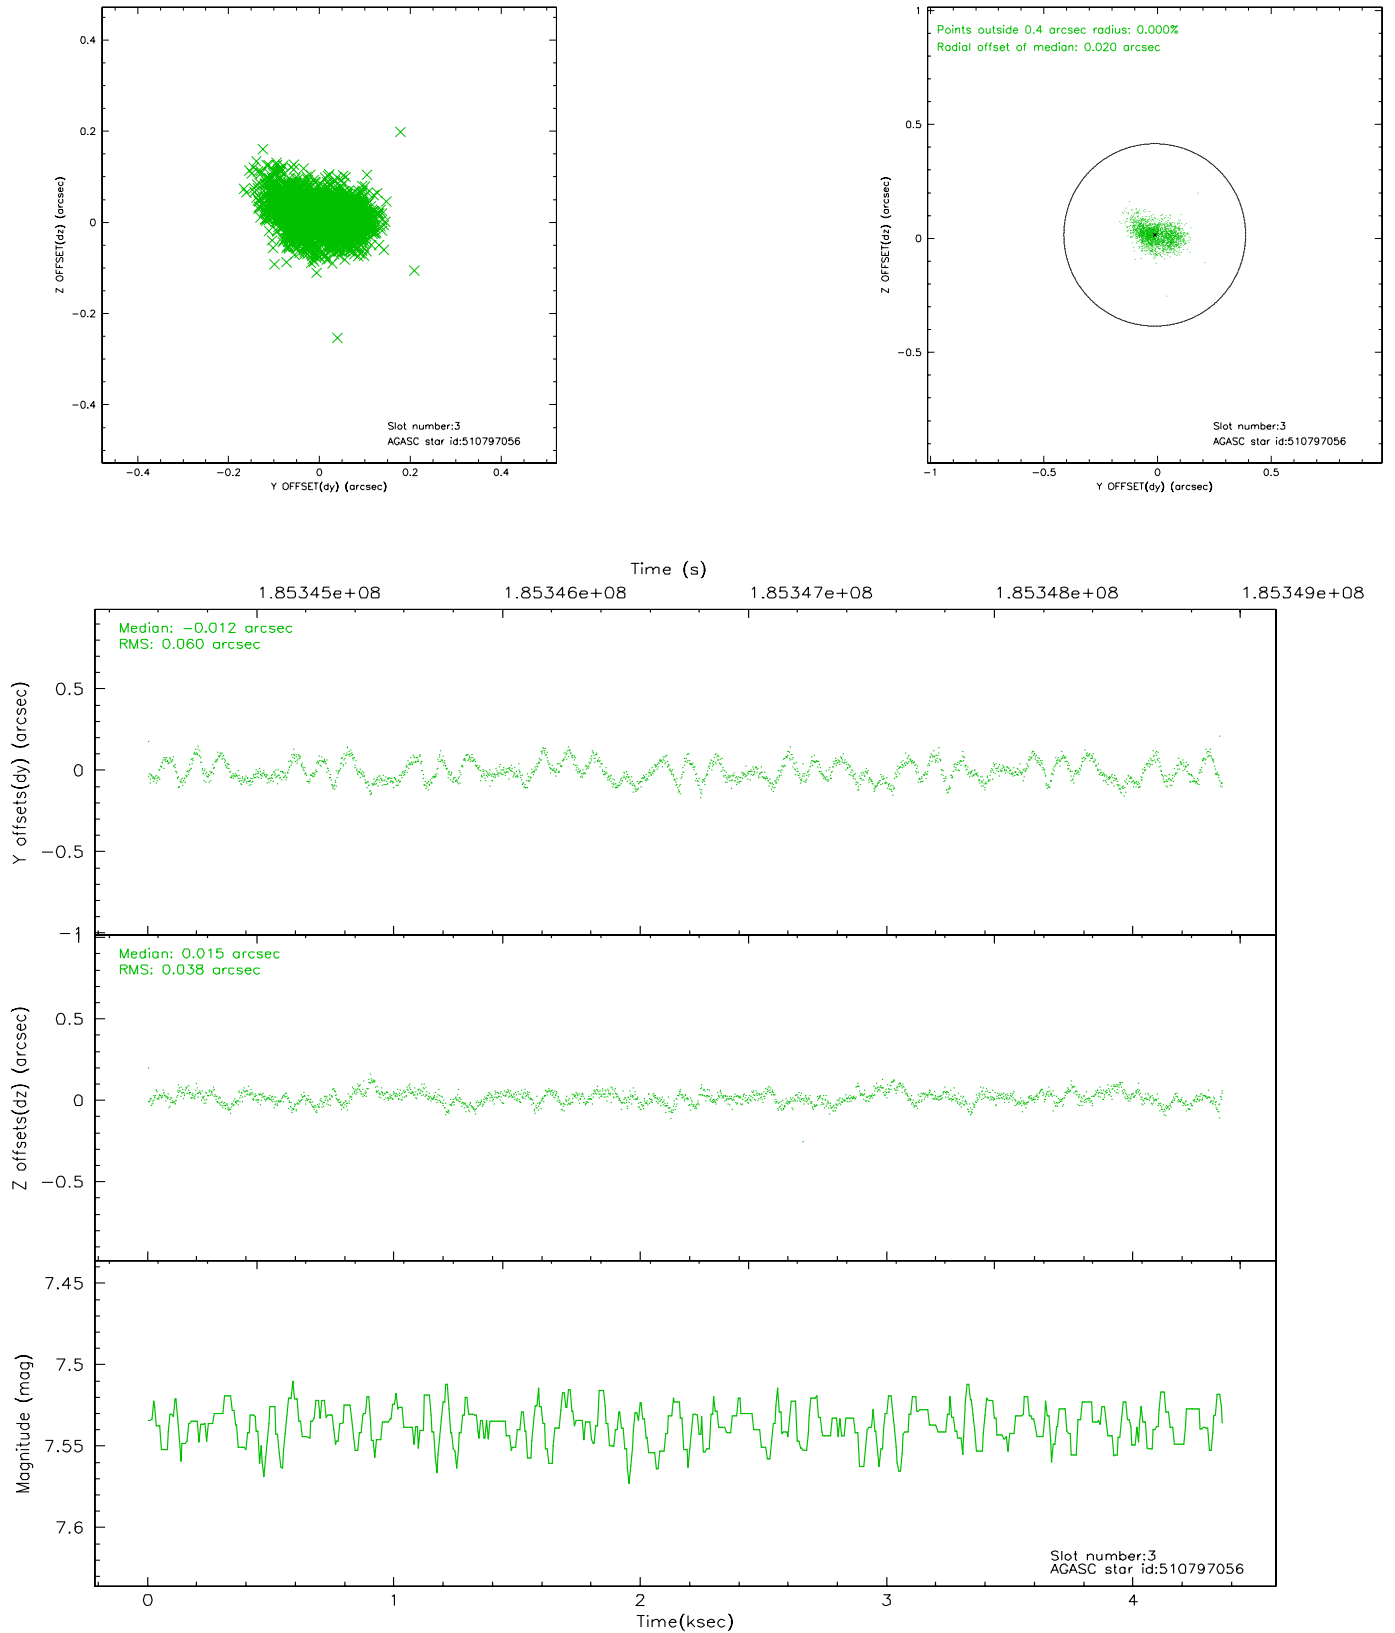 0.4
0.2
0
−0.2
−0.4
Z OFFSET(dz) (arcsec)
Slot number:3
AGASC star id:510797056
−0.4 −0.2 0 0.2 0.4
Y OFFSET(dy) (arcsec)
Points outside 0.4 arcsec radius: 0.000%
Radial offset of median: 0.020 arcsec
1
0.5
0
−0.5
Z OFFSET(dz) (arcsec)
Slot number:3
AGASC star id:510797056
−1 −0.5 0 0.5
Y OFFSET(dy) (arcsec)
Time (s)
1.85345e+08 1.85346e+08 1.85347e+08 1.85348e+08 1.85349e+08
Median: −0.012 arcsec
RMS: 0.060 arcsec
0.5
0
−0.5
−1
Y offsets(dy) (arcsec)
Median: 0.015 arcsec
RMS: 0.038 arcsec
1
0.5
0
−0.5
Z offsets(dz) (arcsec)
7.45
7.5
7.55
7.6
Magnitude (mag)
Slot number:3
AGASC star id:510797056
0 1 2 3 4
Time(ksec)